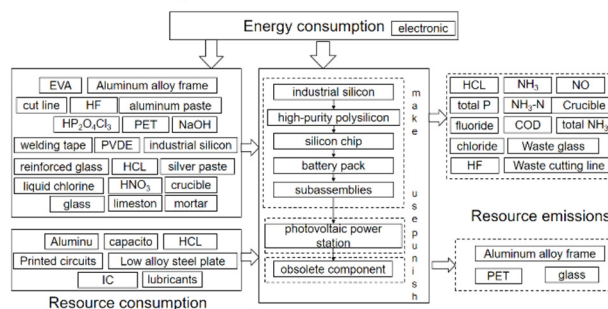 Energy consumption
electronic
EVA Aluminum alloy frame
cut line HF aluminum paste
HP₂O₄Cl₃ PET NaOH
welding tape PVDE industrial silicon
reinforced glass HCL silver paste
liquid chlorine HNO₃ crucible
glass limeston mortar
Aluminu capacito HCL
Printed circuits Low alloy steel plate
IC lubricants
Resource consumption
industrial silicon
high-purity polysilicon
silicon chip
battery pack
subassemblies
photovoltaic power
station
obsolete component
make
use
punish
HCL NH₃ NO
total P NH₃-N Crucible
fluoride COD total NH₃
chloride Waste glass
HF Waste cutting line
Resource emissions
Aluminum alloy frame
PET glass